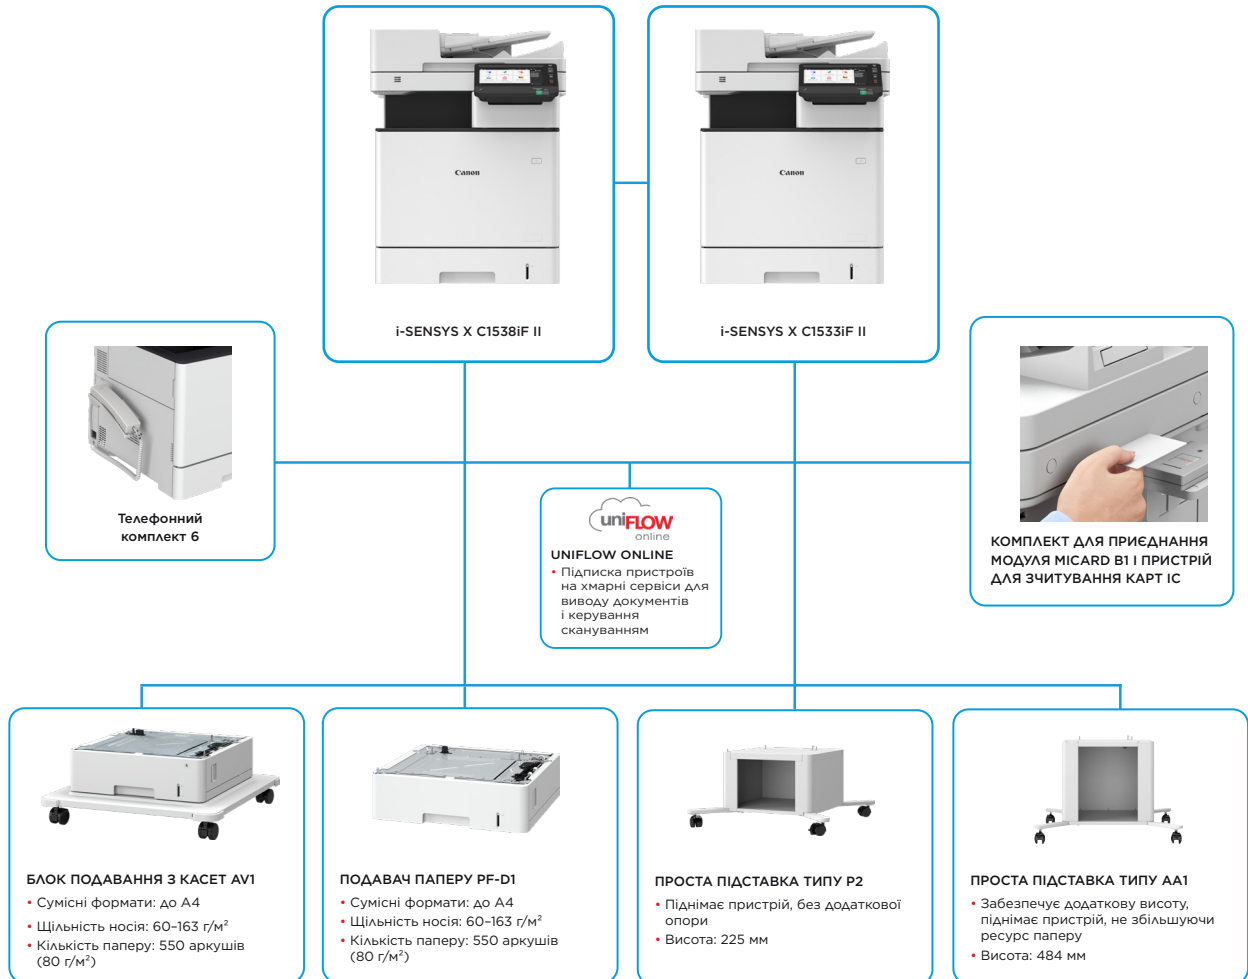 Canon
Canon
i-SENSYS X C1538iF II
i-SENSYS X C1533iF II
Телефонний
комплект 6
uniFLOW
online
UNIFLOW ONLINE
• Підписка пристроїв
на хмарні сервіси для
виводу документів
і керування
скануванням
КОМПЛЕКТ ДЛЯ ПРИЄДНАННЯ
МОДУЛЯ MICARD B1 І ПРИСТРІЙ
ДЛЯ ЗЧИТУВАННЯ КАРТ IC
БЛОК ПОДАВАННЯ З КАСЕТ AV1
• Сумісні формати: до A4
• Щільність носія: 60–163 г/м²
• Кількість паперу: 550 аркушів
(80 г/м²)
ПОДАВАЧ ПАПЕРУ PF-D1
• Сумісні формати: до A4
• Щільність носія: 60–163 г/м²
• Кількість паперу: 550 аркушів
(80 г/м²)
ПРОСТА ПІДСТАВКА ТИПУ P2
• Піднімає пристрій, без додаткової
опори
• Висота: 225 мм
ПРОСТА ПІДСТАВКА ТИПУ AA1
• Забезпечує додаткову висоту,
піднімає пристрій, не збільшуючи
ресурс паперу
• Висота: 484 мм